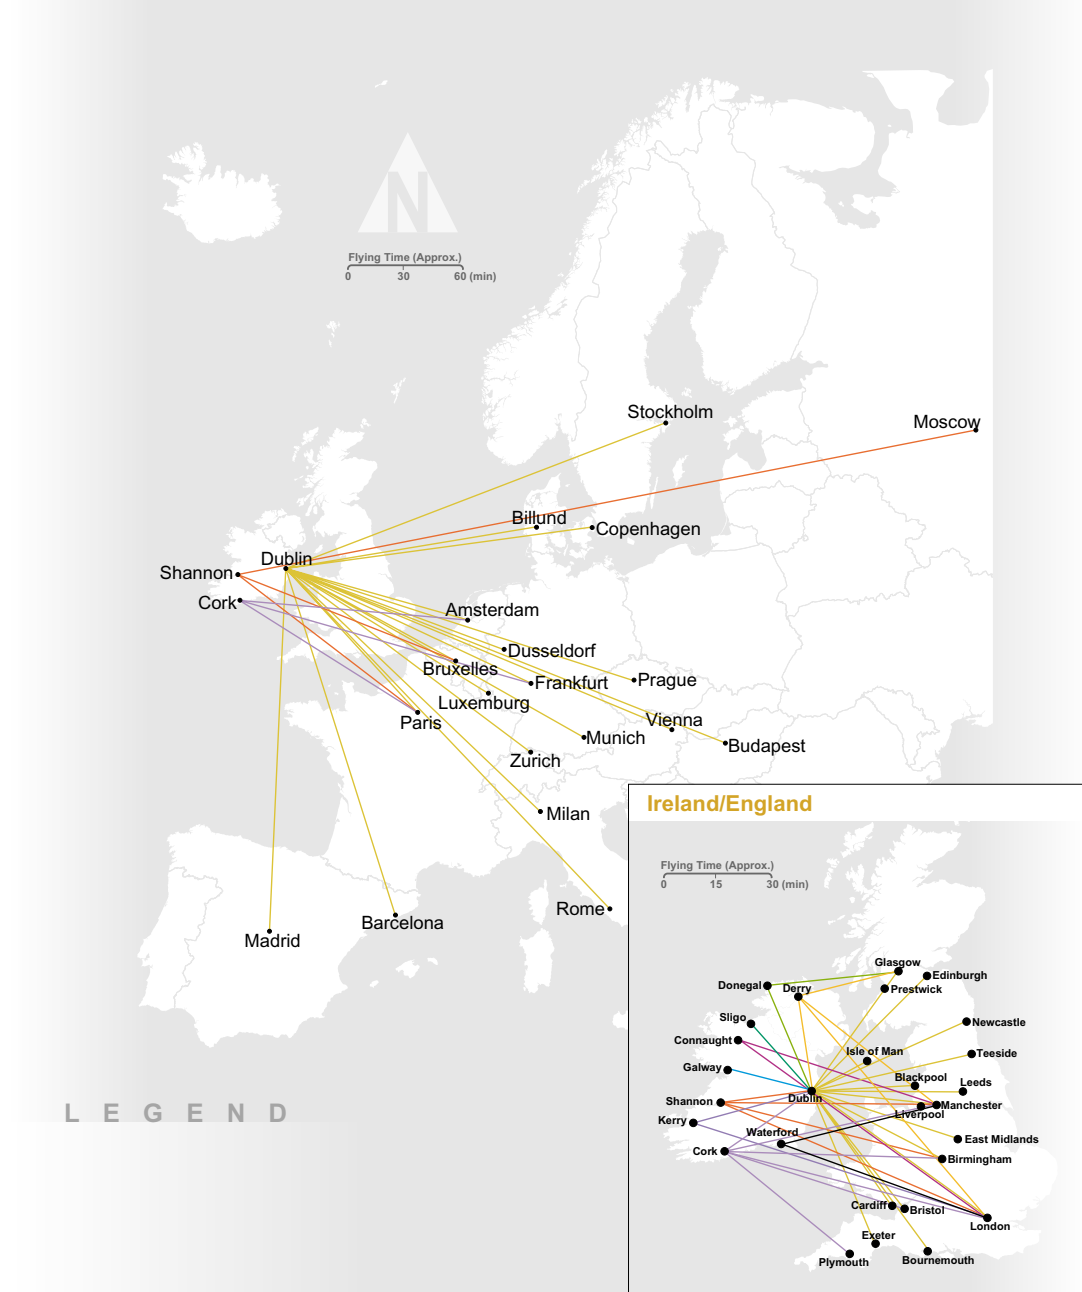 N
Flying Time (Approx.)
0 30 60 (min)
Stockholm
Moscow
Billund
Copenhagen
Dublin
Shannon
Cork
Amsterdam
Dusseldorf
Bruxelles
Frankfurt
Prague
Luxemburg
Paris
Vienna
Munich
Budapest
Zurich
Milan
Rome
Barcelona
Madrid
Ireland/England
Flying Time (Approx.)
0 15 30 (min)
Glasgow
Edinburgh
Donegal
Derry
Prestwick
Sligo
Newcastle
Connaught
Isle of Man
Teeside
Galway
Blackpool
Leeds
Dublin
Shannon
Manchester
Liverpool
Kerry
Waterford
East Midlands
Cork
Birmingham
Cardiff
Bristol
London
Exeter
Plymouth
Bournemouth
LEGEND